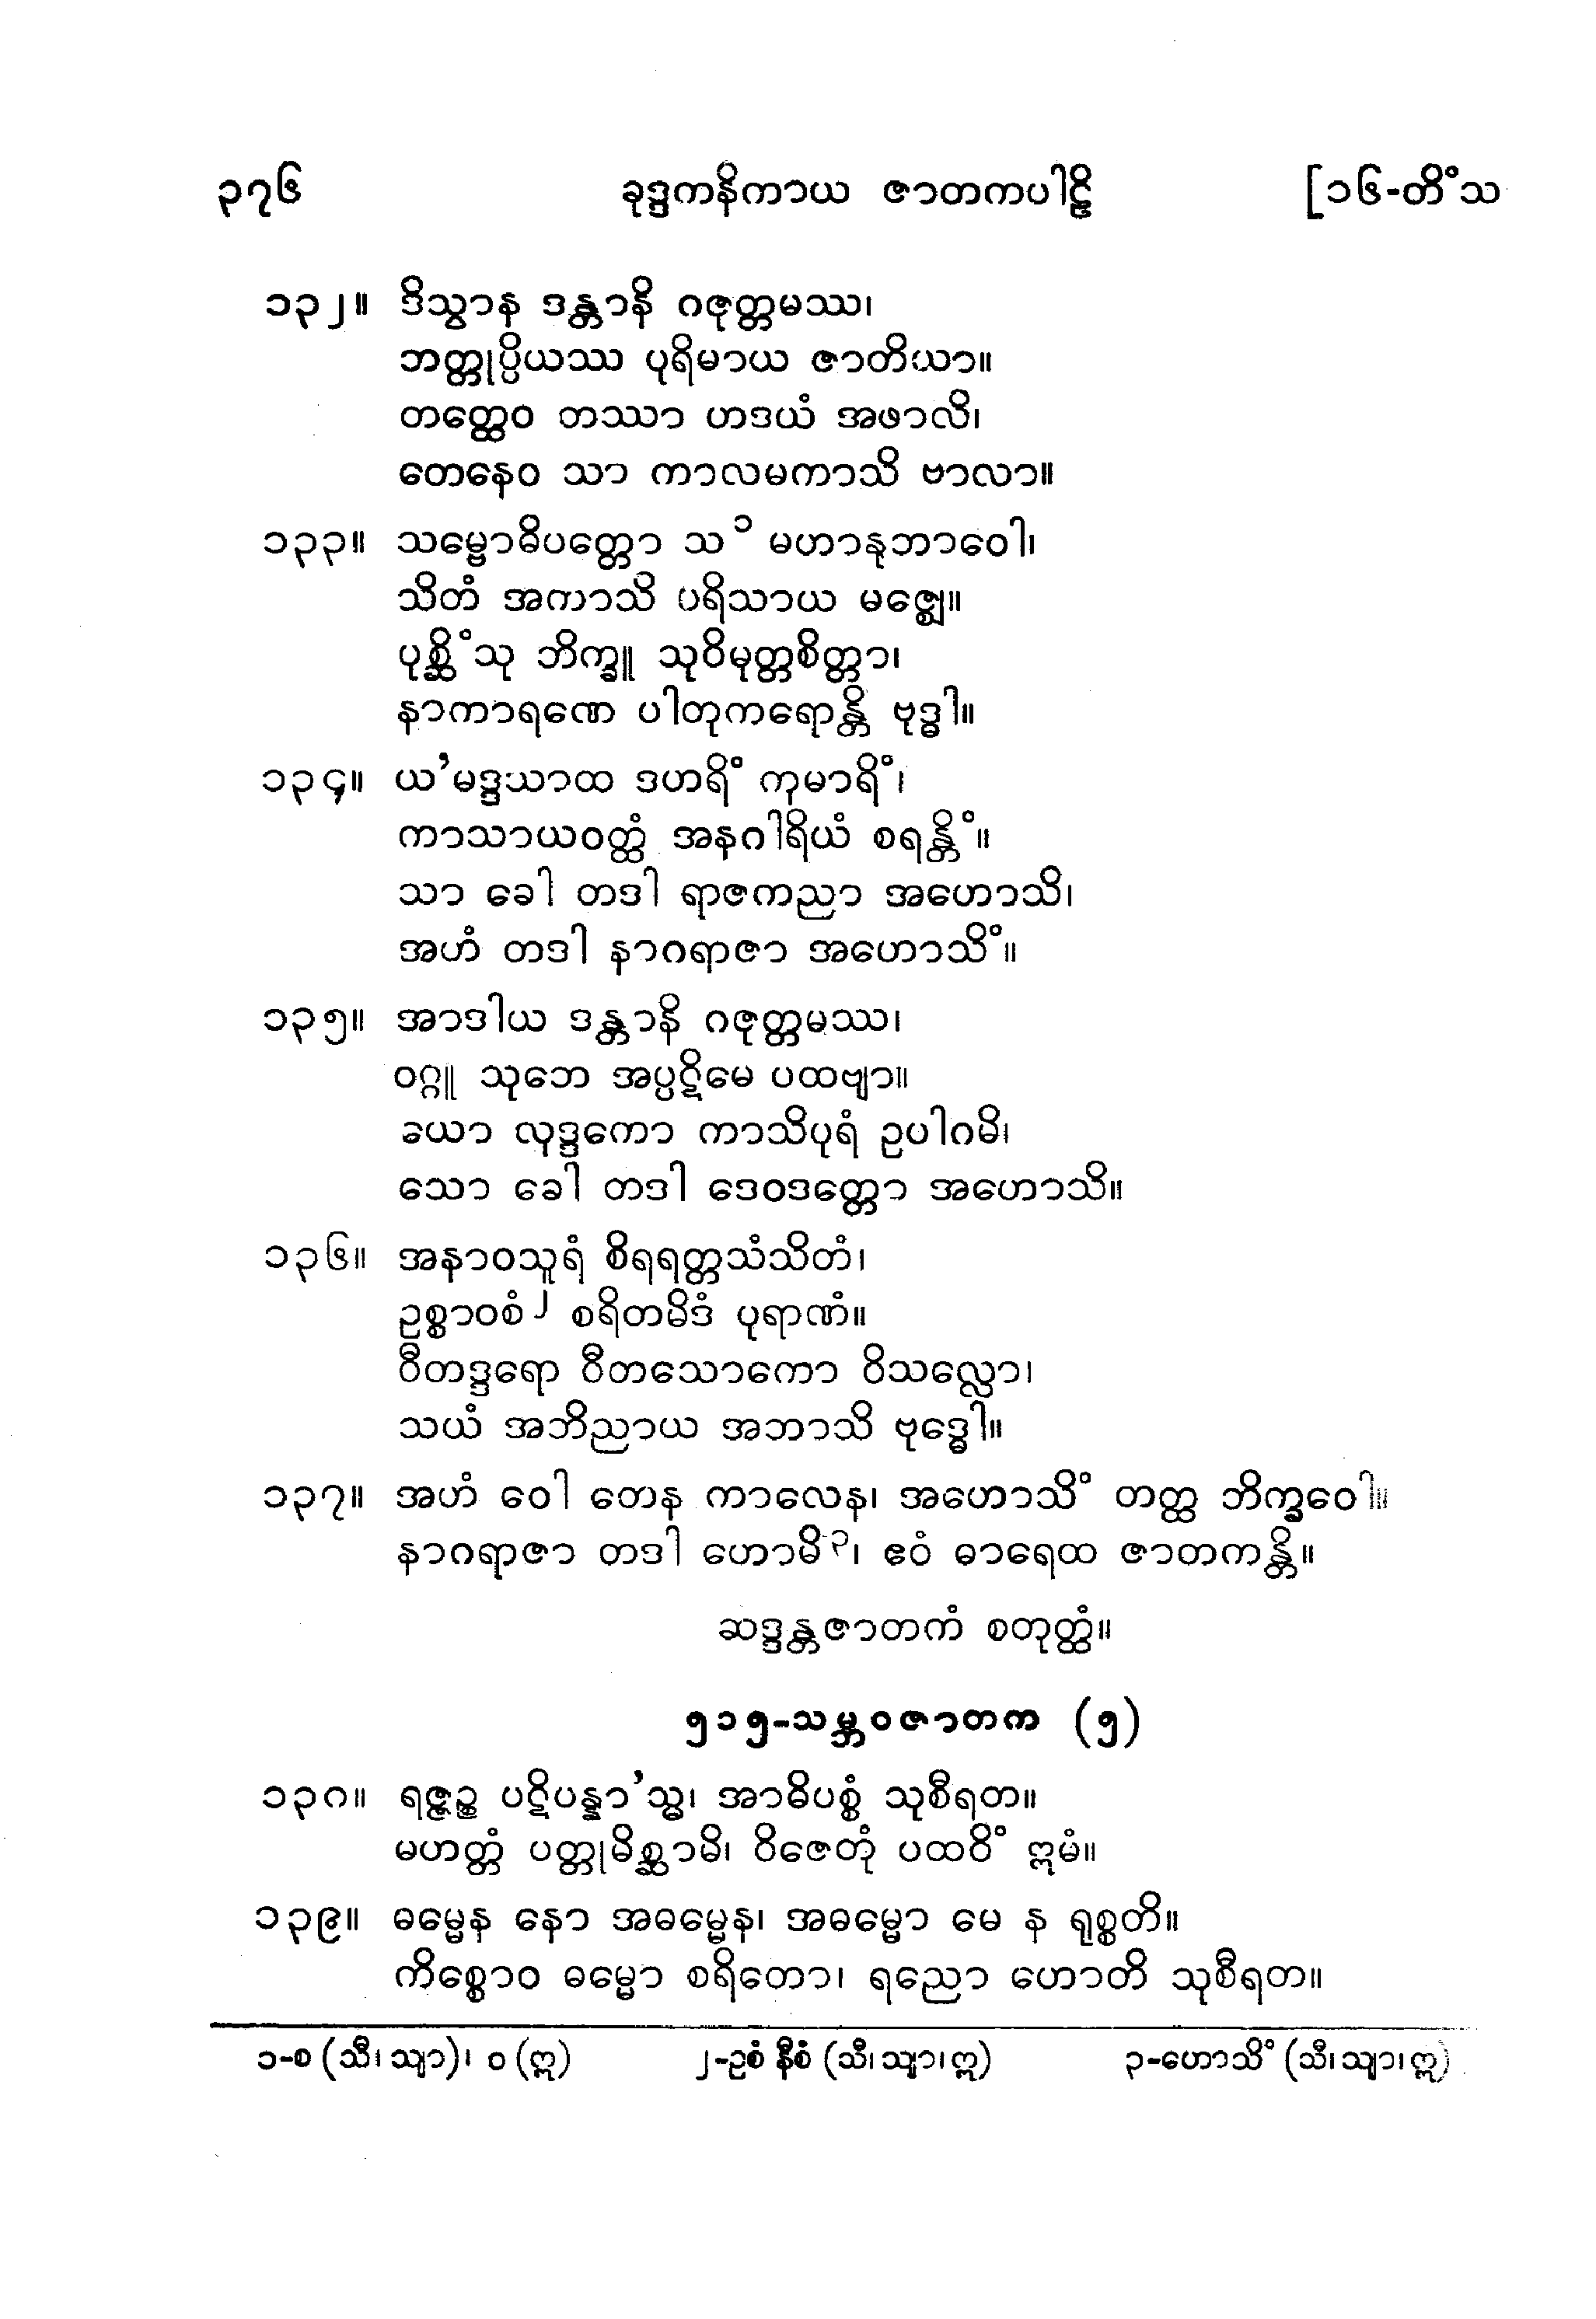 ၃၇၆ ခုဒ္ဒကနိကာယ ဇာတကပါဠိ [၁၆-တိံသ
၁၃၂။ ဒိသွာန ဒန္တာနိ ဂဇုတ္တမဿ၊
ဘတ္တုပ္ပိယဿ ပုရိမာယ ဇာတိယာ။
တတ္ထေဝ တဿာ ဟဒယံ အဖာလိ၊
တေနေဝ သာ ကာလမကာသိ ဗာလာ။
၁၃၃။ သမ္ဗောဓိပတ္တော သ ၁ မဟာနုဘာဝေါ၊
သိတံ အကာသိ ပရိသာယ မဇ္ဈေ။
ပုစ္ဆိံသု ဘိက္ခူ သုဝိမုတ္တစိတ္တာ၊
နာကာရဏေ ပါတုကရောန္တိ ဗုဒ္ဓါ။
၁၃၄။ ယ’မဒ္ဒသာထ ဒဟရိံ ကုမာရိံ၊
ကာသာယဝတ္ထံ အနဂါရိယံ စရန္တိံ။
သာ ခေါ တဒါ ရာဇကညာ အဟောသိ၊
အဟံ တဒါ နာဂရာဇာ အဟောသိံ။
၁၃၅။ အာဒါယ ဒန္တာနိ ဂဇုတ္တမဿ၊
ဝဂ္ဂူ သုဘေ အပ္ပဋိမေ ပထဗျာ။
ယော လုဒ္ဒကော ကာသိပုရံ ဥပါဂမိ၊
သော ခေါ တဒါ ဒေဝဒတ္တော အဟောသိ။
၁၃၆။ အနာဝသူရံ စိရရတ္တသံသိတံ၊
ဥစ္စာဝစံ ၂ စရိတမိဒံ ပုရာဏံ။
ဝီတဒ္ဒရော ဝီတသောကော ဝိသလ္လော၊
သယံ အဘိညာယ အဘာသိ ဗုဒ္ဓေါ။
၁၃၇။ အဟံ ဝေါ တေန ကာလေန၊ အဟောသိံ တတ္ထ ဘိက္ခဝေါ။
နာဂရာဇာ တဒါ ဟောမိ ၃၊ ဧဝံ ဓာရေထ ဇာတကန္တိ။
ဆဒ္ဒန္တဇာတကံ စတုတ္ထံ။
၅၁၅-သမ္ဘဝဇာတက (၅)
၁၃၈။ ရဇ္ဇဉ္စ ပဋိပန္နာ’သ္မ၊ အာဓိပစ္စံ သုစီရတ။
မဟတ္တံ ပတ္တုမိစ္ဆာမိ၊ ဝိဇေတုံ ပထဝိံ ဣမံ။
၁၃၉။ ဓမ္မေန နော အဓမ္မေန၊ အဓမ္မော မေ န ရုစ္စတိ။
ကိစ္စောဝ ဓမ္မော စရိတော၊ ရညော ဟောတိ သုစီရတ။
၁-စ (သီ၊ သျာ)၊ ဝ (ဣ) ၂-ဥစံ နီစံ (သီ၊ သျာ၊ ဣ) ၃-ဟောသိံ (သီ၊ သျာ၊ ဣ)